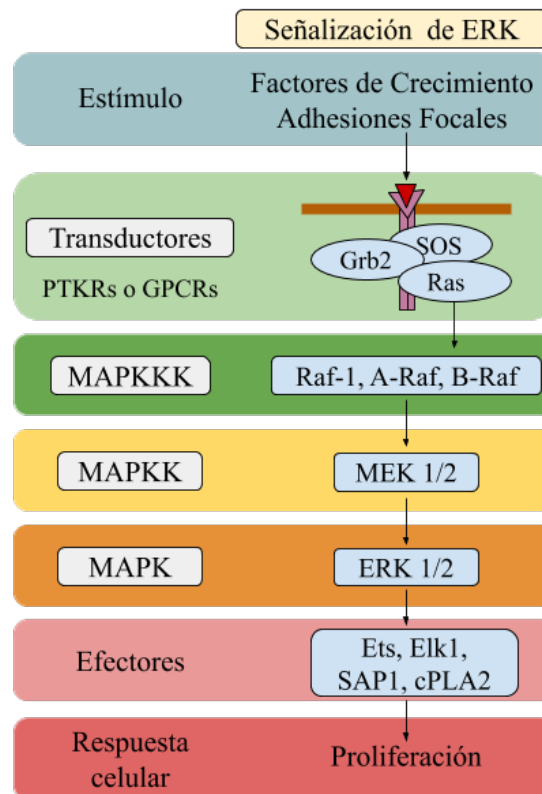 Señalización de ERK
Estímulo
Factores de Crecimiento
Adhesiones Focales
Transductores
PTKRs o GPCRs
Grb2
SOS
Ras
MAPKKK
Raf-1, A-Raf, B-Raf
MAPKK
MEK 1/2
MAPK
ERK 1/2
Efectores
Ets, Elk1,
SAP1, cPLA2
Respuesta
celular
Proliferación